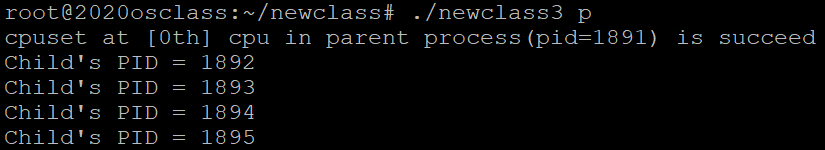 root@2020osclass:~/newclass# ./newclass3 p
cpuset at [0th] cpu in parent process(pid=1891) is succeed
Child's PID = 1892
Child's PID = 1893
Child's PID = 1894
Child's PID = 1895